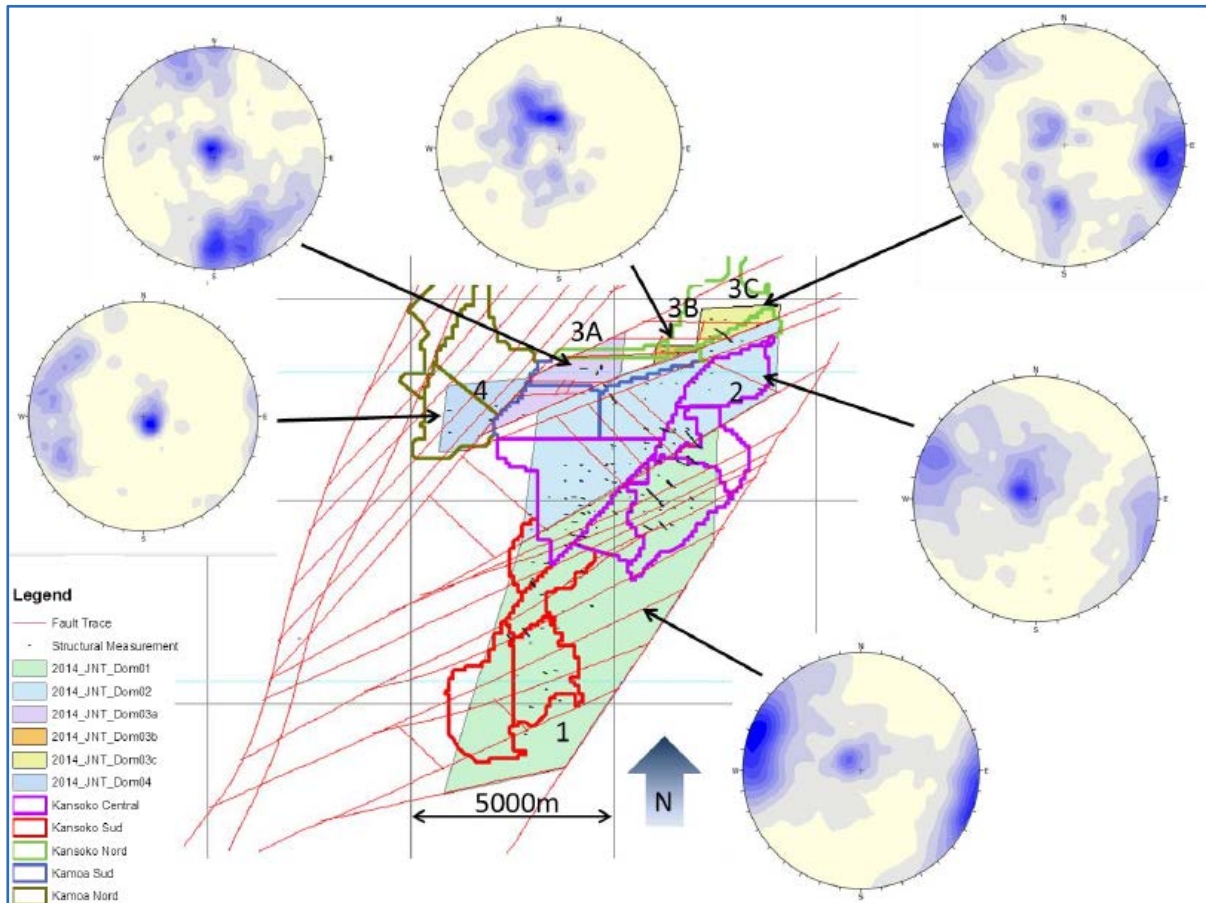 N
W
E
S
N
W
E
S
N
W
E
S
N
W
E
S
3A
3B
3C
4
2
N
W
E
S
1
N
W
E
S
5000m
N
Legend
Fault Trace
Structural Measurement
2014_JNT_Dom01
2014_JNT_Dom02
2014_JNT_Dom03a
2014_JNT_Dom03b
2014_JNT_Dom03c
2014_JNT_Dom04
Kansoko Central
Kansoko Sud
Kansoko Nord
Kamoa Sud
Kamoa Nord